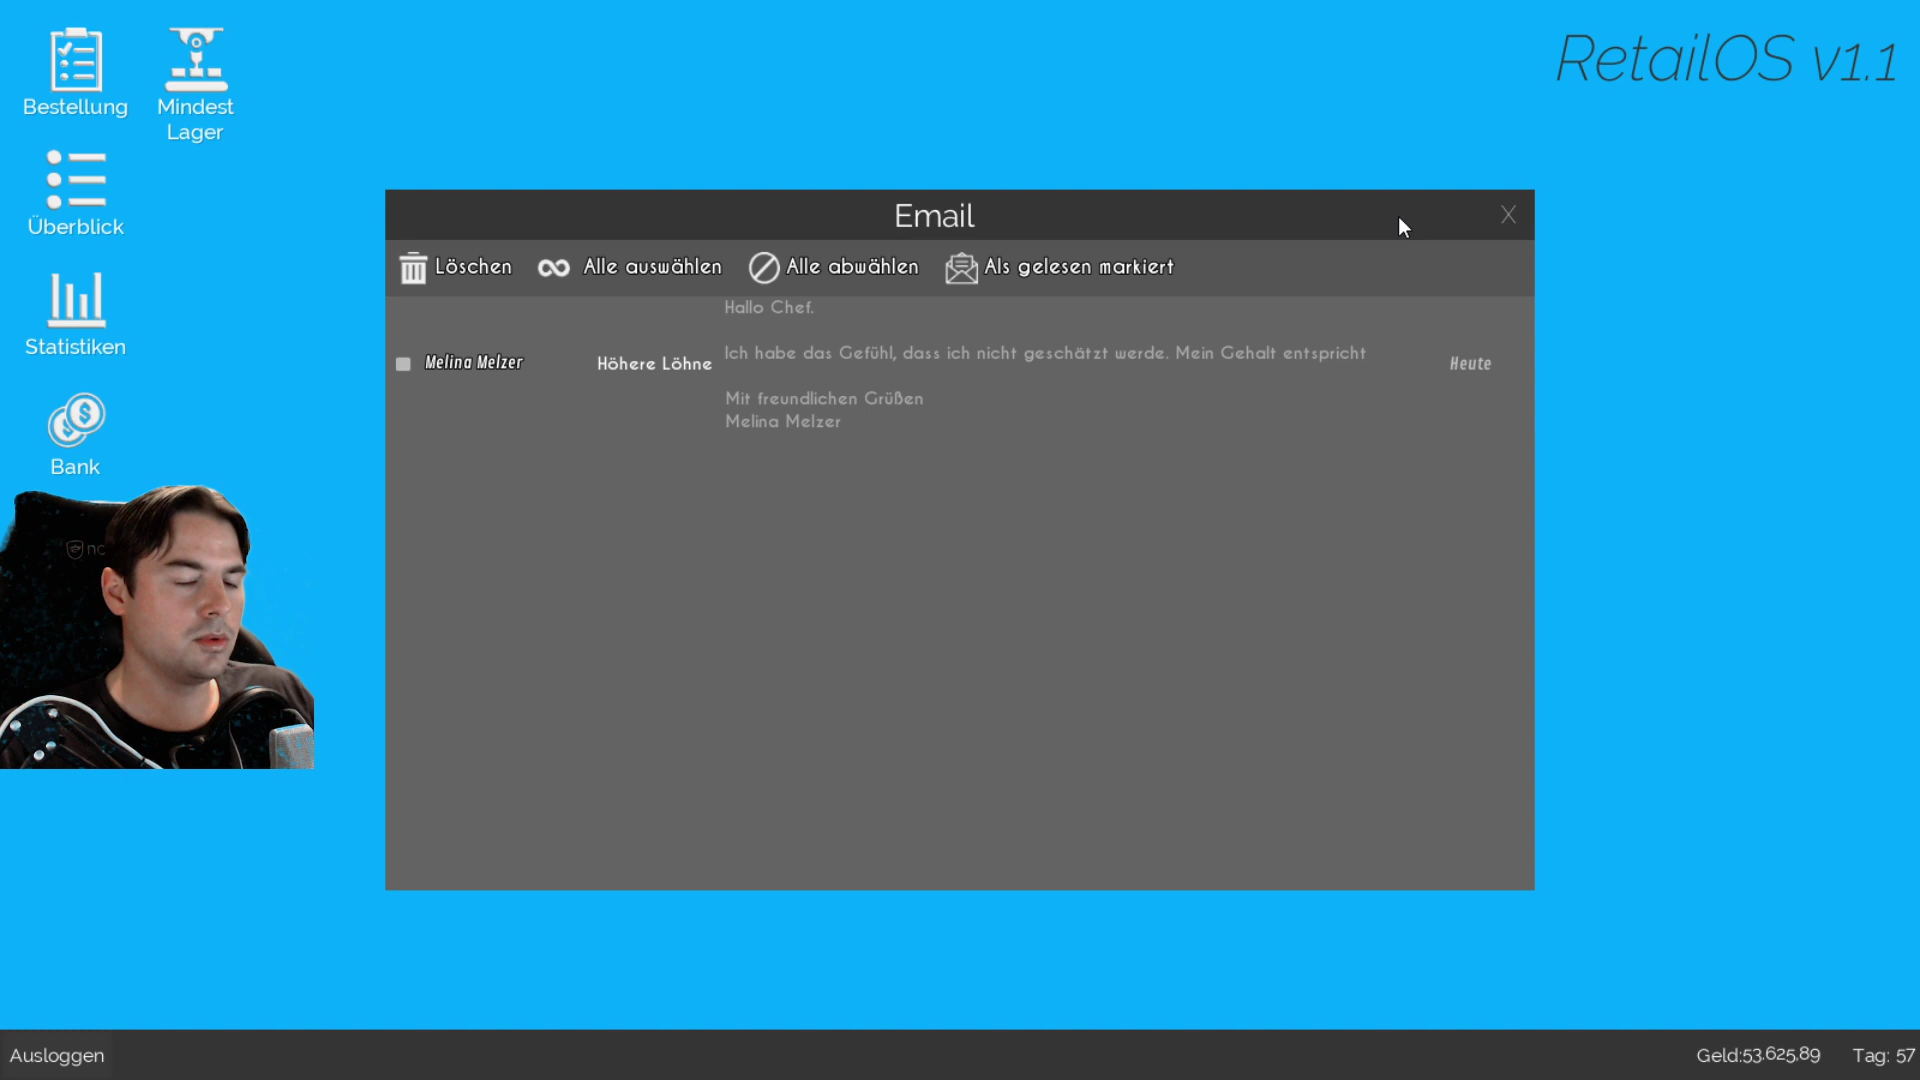 Bestellung
Mindest
Lager
RetailOS v1.1
Überblick
Statistiken
Bank
Email
X
Löschen
Alle auswählen
Alle abwählen
Als gelesen markiert
Hallo Chef.
Melina Melzer
Höhere Löhne
Ich habe das Gefühl, dass ich nicht geschätzt werde. Mein Gehalt entspricht
Heute
Mit freundlichen Grüßen
Melina Melzer
Ausloggen
Geld:53.625,89
Tag: 57